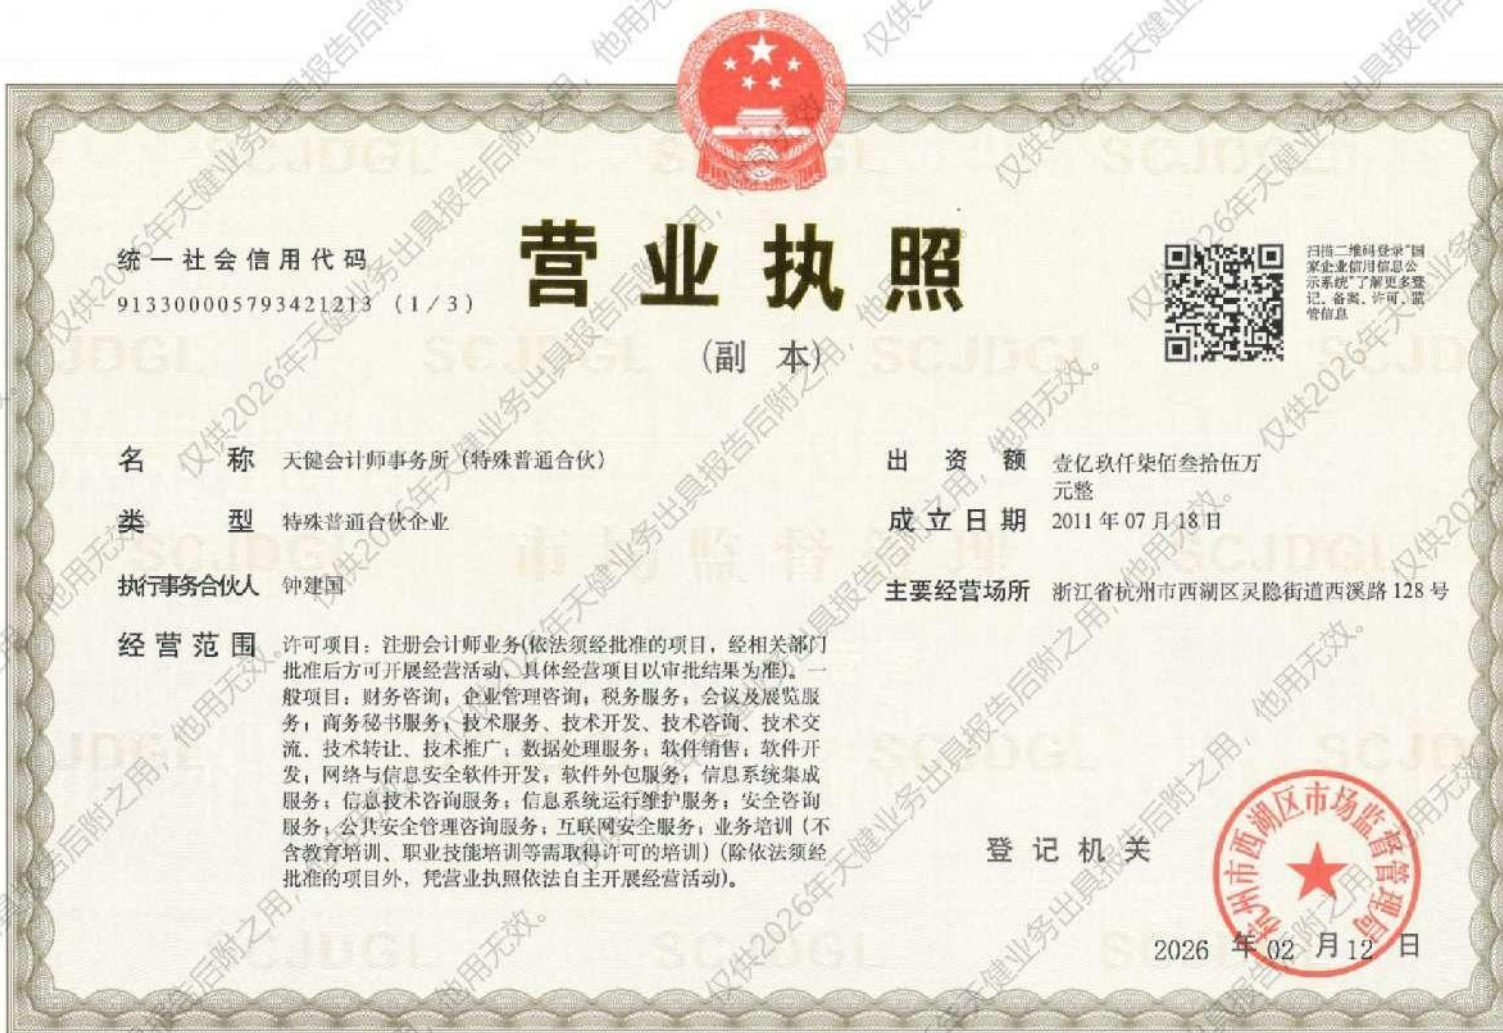 统一社会信用代码
913300005793421213 (1/3)
营业执照
(副 本)
扫描二维码登录"国
家企业信用信息公
示系统"了解更多登
记、备案、许可、监
管信息
名 称 天健会计师事务所（特殊普通合伙）
类 型 特殊普通合伙企业
执行事务合伙人 钟建国
经营范围 许可项目：注册会计师业务(依法须经批准的项目，经相关部门
批准后方可开展经营活动，具体经营项目以审批结果为准)。一
般项目：财务咨询；企业管理咨询；税务服务；会议及展览服
务；商务秘书服务；技术服务、技术开发、技术咨询、技术交
流、技术转让、技术推广；数据处理服务；软件销售；软件开
发；网络与信息安全软件开发；软件外包服务；信息系统集成
服务；信息技术咨询服务；信息系统运行维护服务；安全咨询
服务；公共安全管理咨询服务；互联网安全服务；业务培训（不
含教育培训、职业技能培训等需取得许可的培训）(除依法须经
批准的项目外，凭营业执照依法自主开展经营活动)。
出 资 额 壹亿玖仟柒佰叁拾伍万
元整
成立日期 2011年07月18日
主要经营场所 浙江省杭州市西湖区灵隐街道西溪路128号
登记机关
杭州市西湖区市场监督管理局
2026 年 02 月 12 日
仅供2026年天健业务出具报告后附之用，他用无效。
SCJDGL
市场监督管理